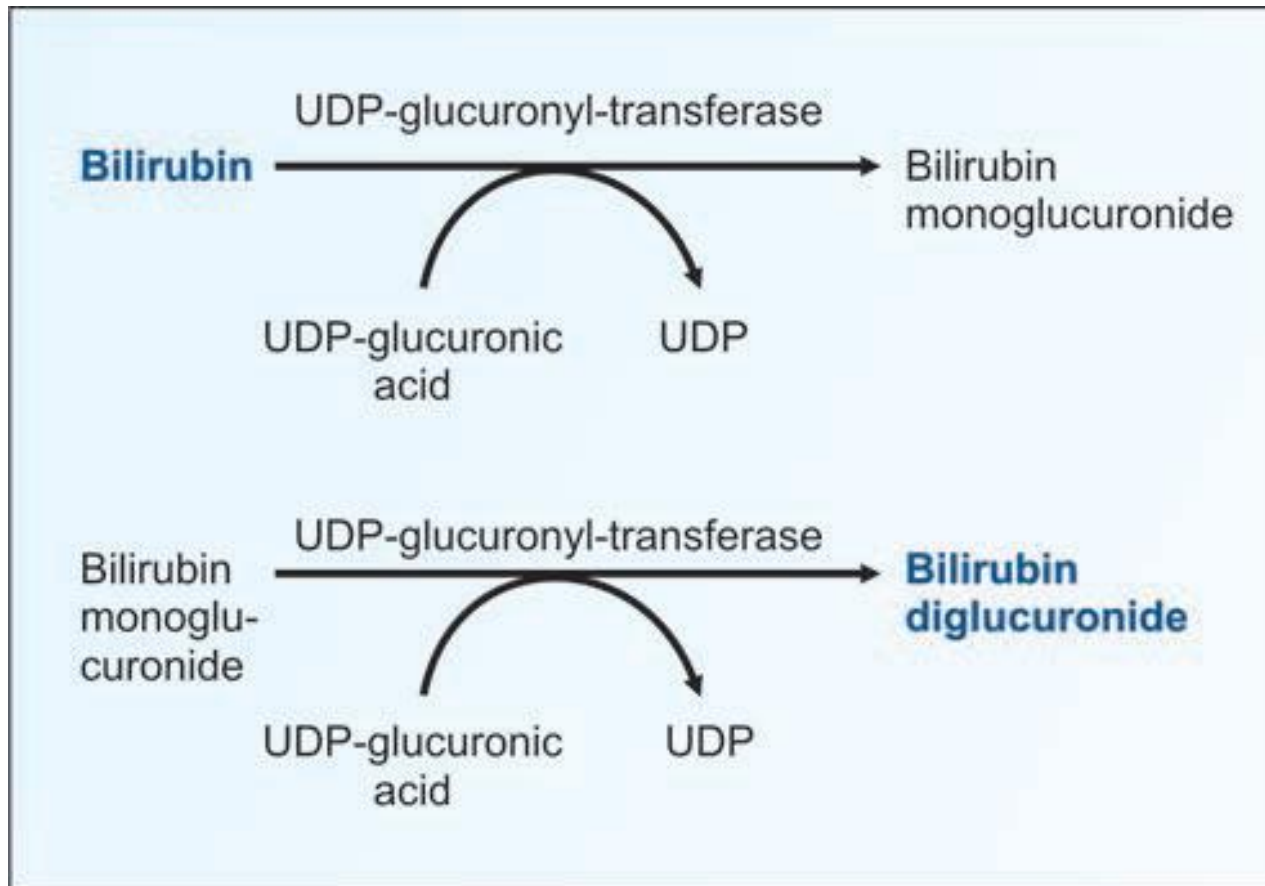 UDP-glucuronyl-transferase
Bilirubin
Bilirubin
monoglucuronide
UDP-glucuronic
acid
UDP
UDP-glucuronyl-transferase
Bilirubin
monoglu-
curonide
Bilirubin
diglucuronide
UDP-glucuronic
acid
UDP